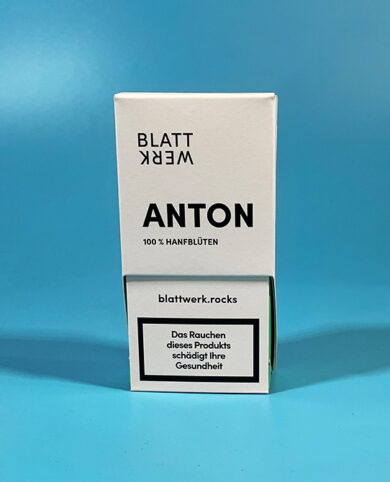 BLATT
WERK
ANTON
100 % HANFBLÜTEN
blattwerk.rocks
Das Rauchen
dieses Produkts
schädigt Ihre
Gesundheit